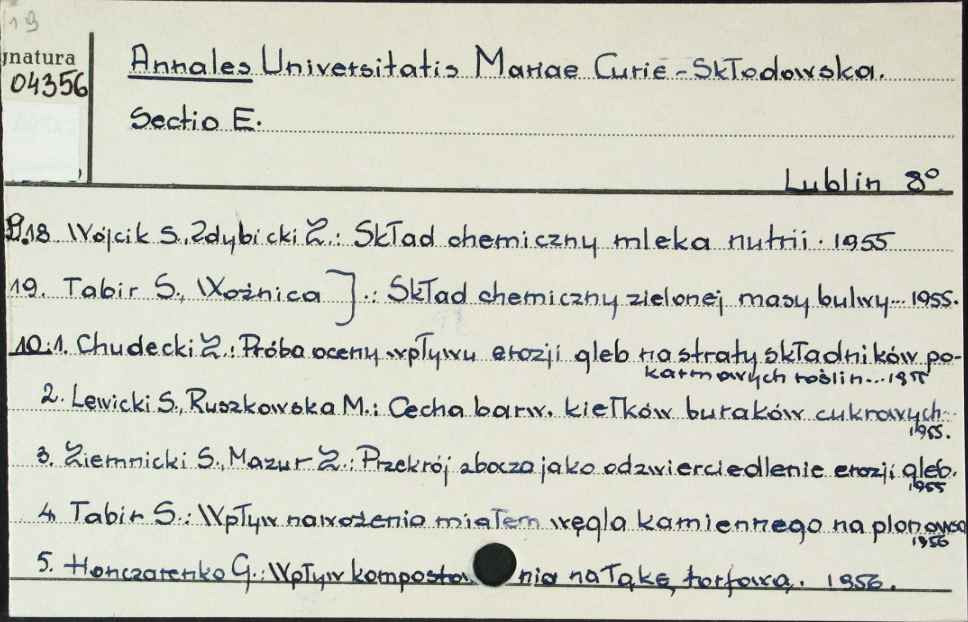 19
gnatura
04356
Annales Universitatis Mariae Curie-Skłodowska.
Sectio E.
Lublin 8°
9.18 Wójcik S., Zdybicki Z.: Skład chemiczny mleka nutrii. 1955
19. Tabir S., Woźnica J.: Skład chemiczny zielonej masy bulwy... 1955.
10.1. Chudecki Z.: Próba oceny wpływu erozji gleb na straty składników po-
karmowych roślin... 1955
2. Lewicki S., Ruszkowska M.: Cecha barw. kiełków buraków cukrowych...
1955.
3. Ziemnicki S., Mazur Z.: Przekrój zbocza jako odzwierciedlenie erozji gleb.
1955
4. Tabir S.: Wpływ nawożenia miałem węgla kamiennego na plonowa
1956
5. Honczarenko G.: Wpływ kompostow nia na łąkę torfową. 1956.